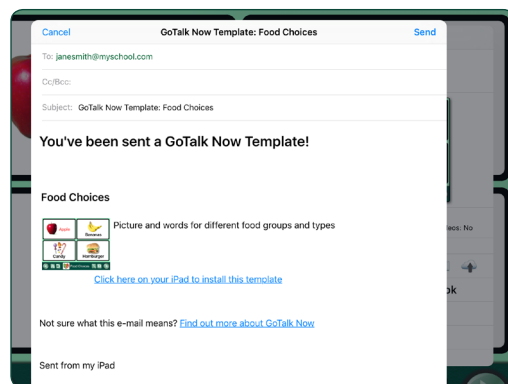 Cancel GoTalk Now Template: Food Choices Send
To: janesmith@myschool.com
Cc/Bcc:
Subject: GoTalk Now Template: Food Choices
You've been sent a GoTalk Now Template!
Food Choices
Apple Bananas
Picture and words for different food groups and types
Candy Hamburger
Click here on your iPad to install this template
Not sure what this e-mail means? Find out more about GoTalk Now
Sent from my iPad
eos. No
ok